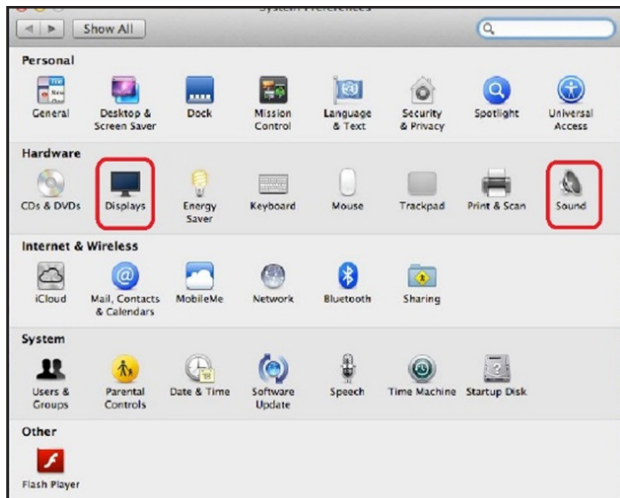 System Preferences
Show All
Personal
General
Desktop &
Screen Saver
Dock
Mission
Control
Language
& Text
Security
& Privacy
Spotlight
Universal
Access
Hardware
CDs & DVDs
Displays
Energy
Saver
Keyboard
Mouse
Trackpad
Print & Scan
Sound
Internet & Wireless
iCloud
Mail, Contacts
& Calendars
MobileMe
Network
Bluetooth
Sharing
System
Users &
Groups
Parental
Controls
Date & Time
Software
Update
Speech
Time Machine
Startup Disk
Other
Flash Player